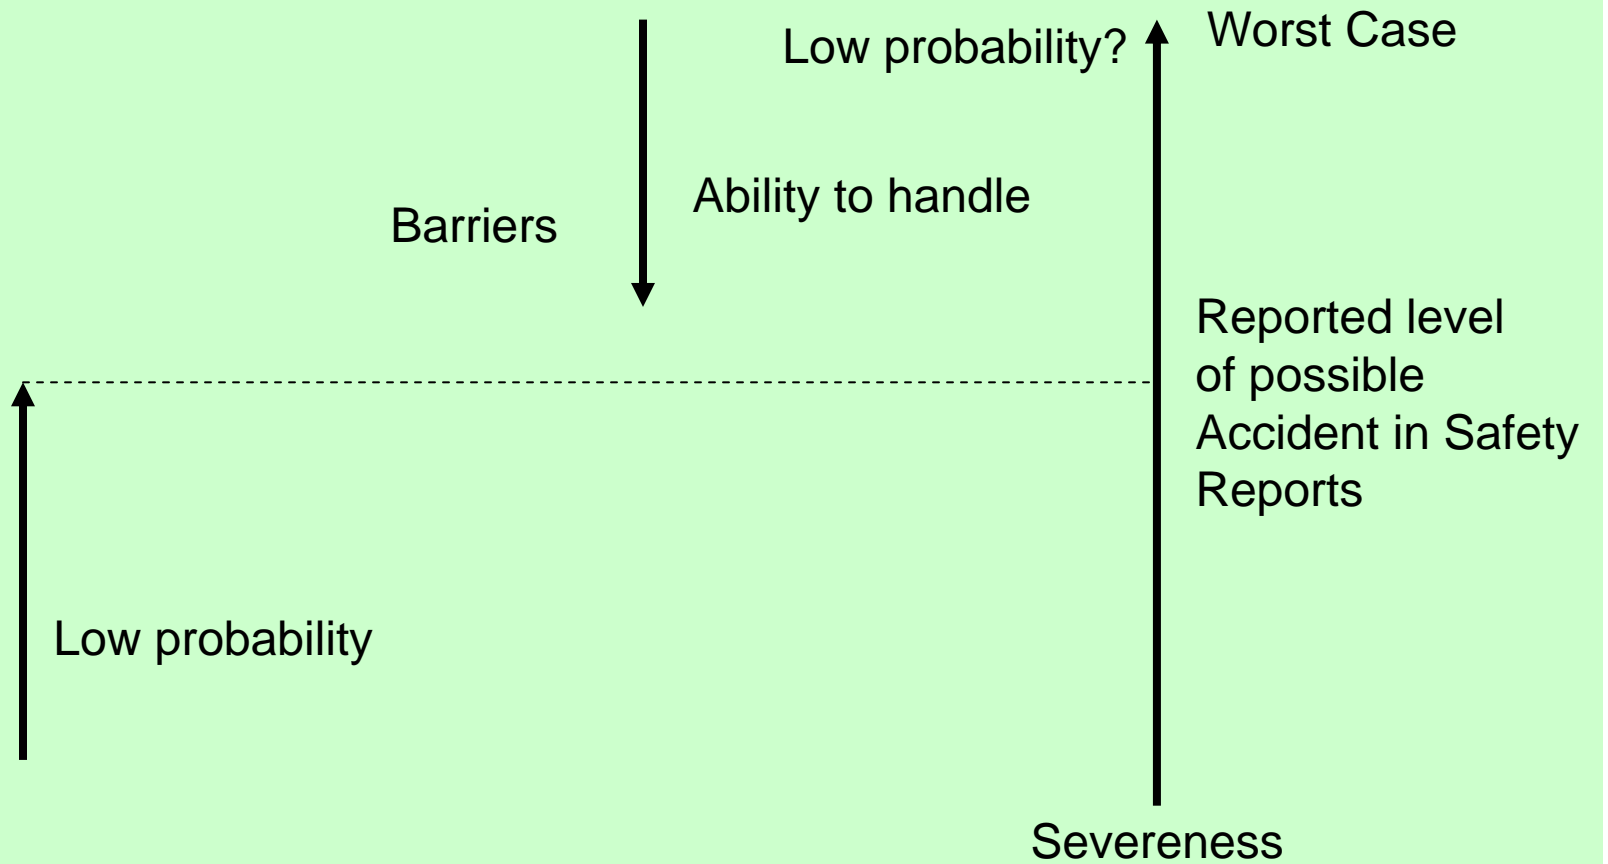 Low probability?
Worst Case
Ability to handle
Barriers
Reported level
of possible
Accident in Safety
Reports
Low probability
Severeness